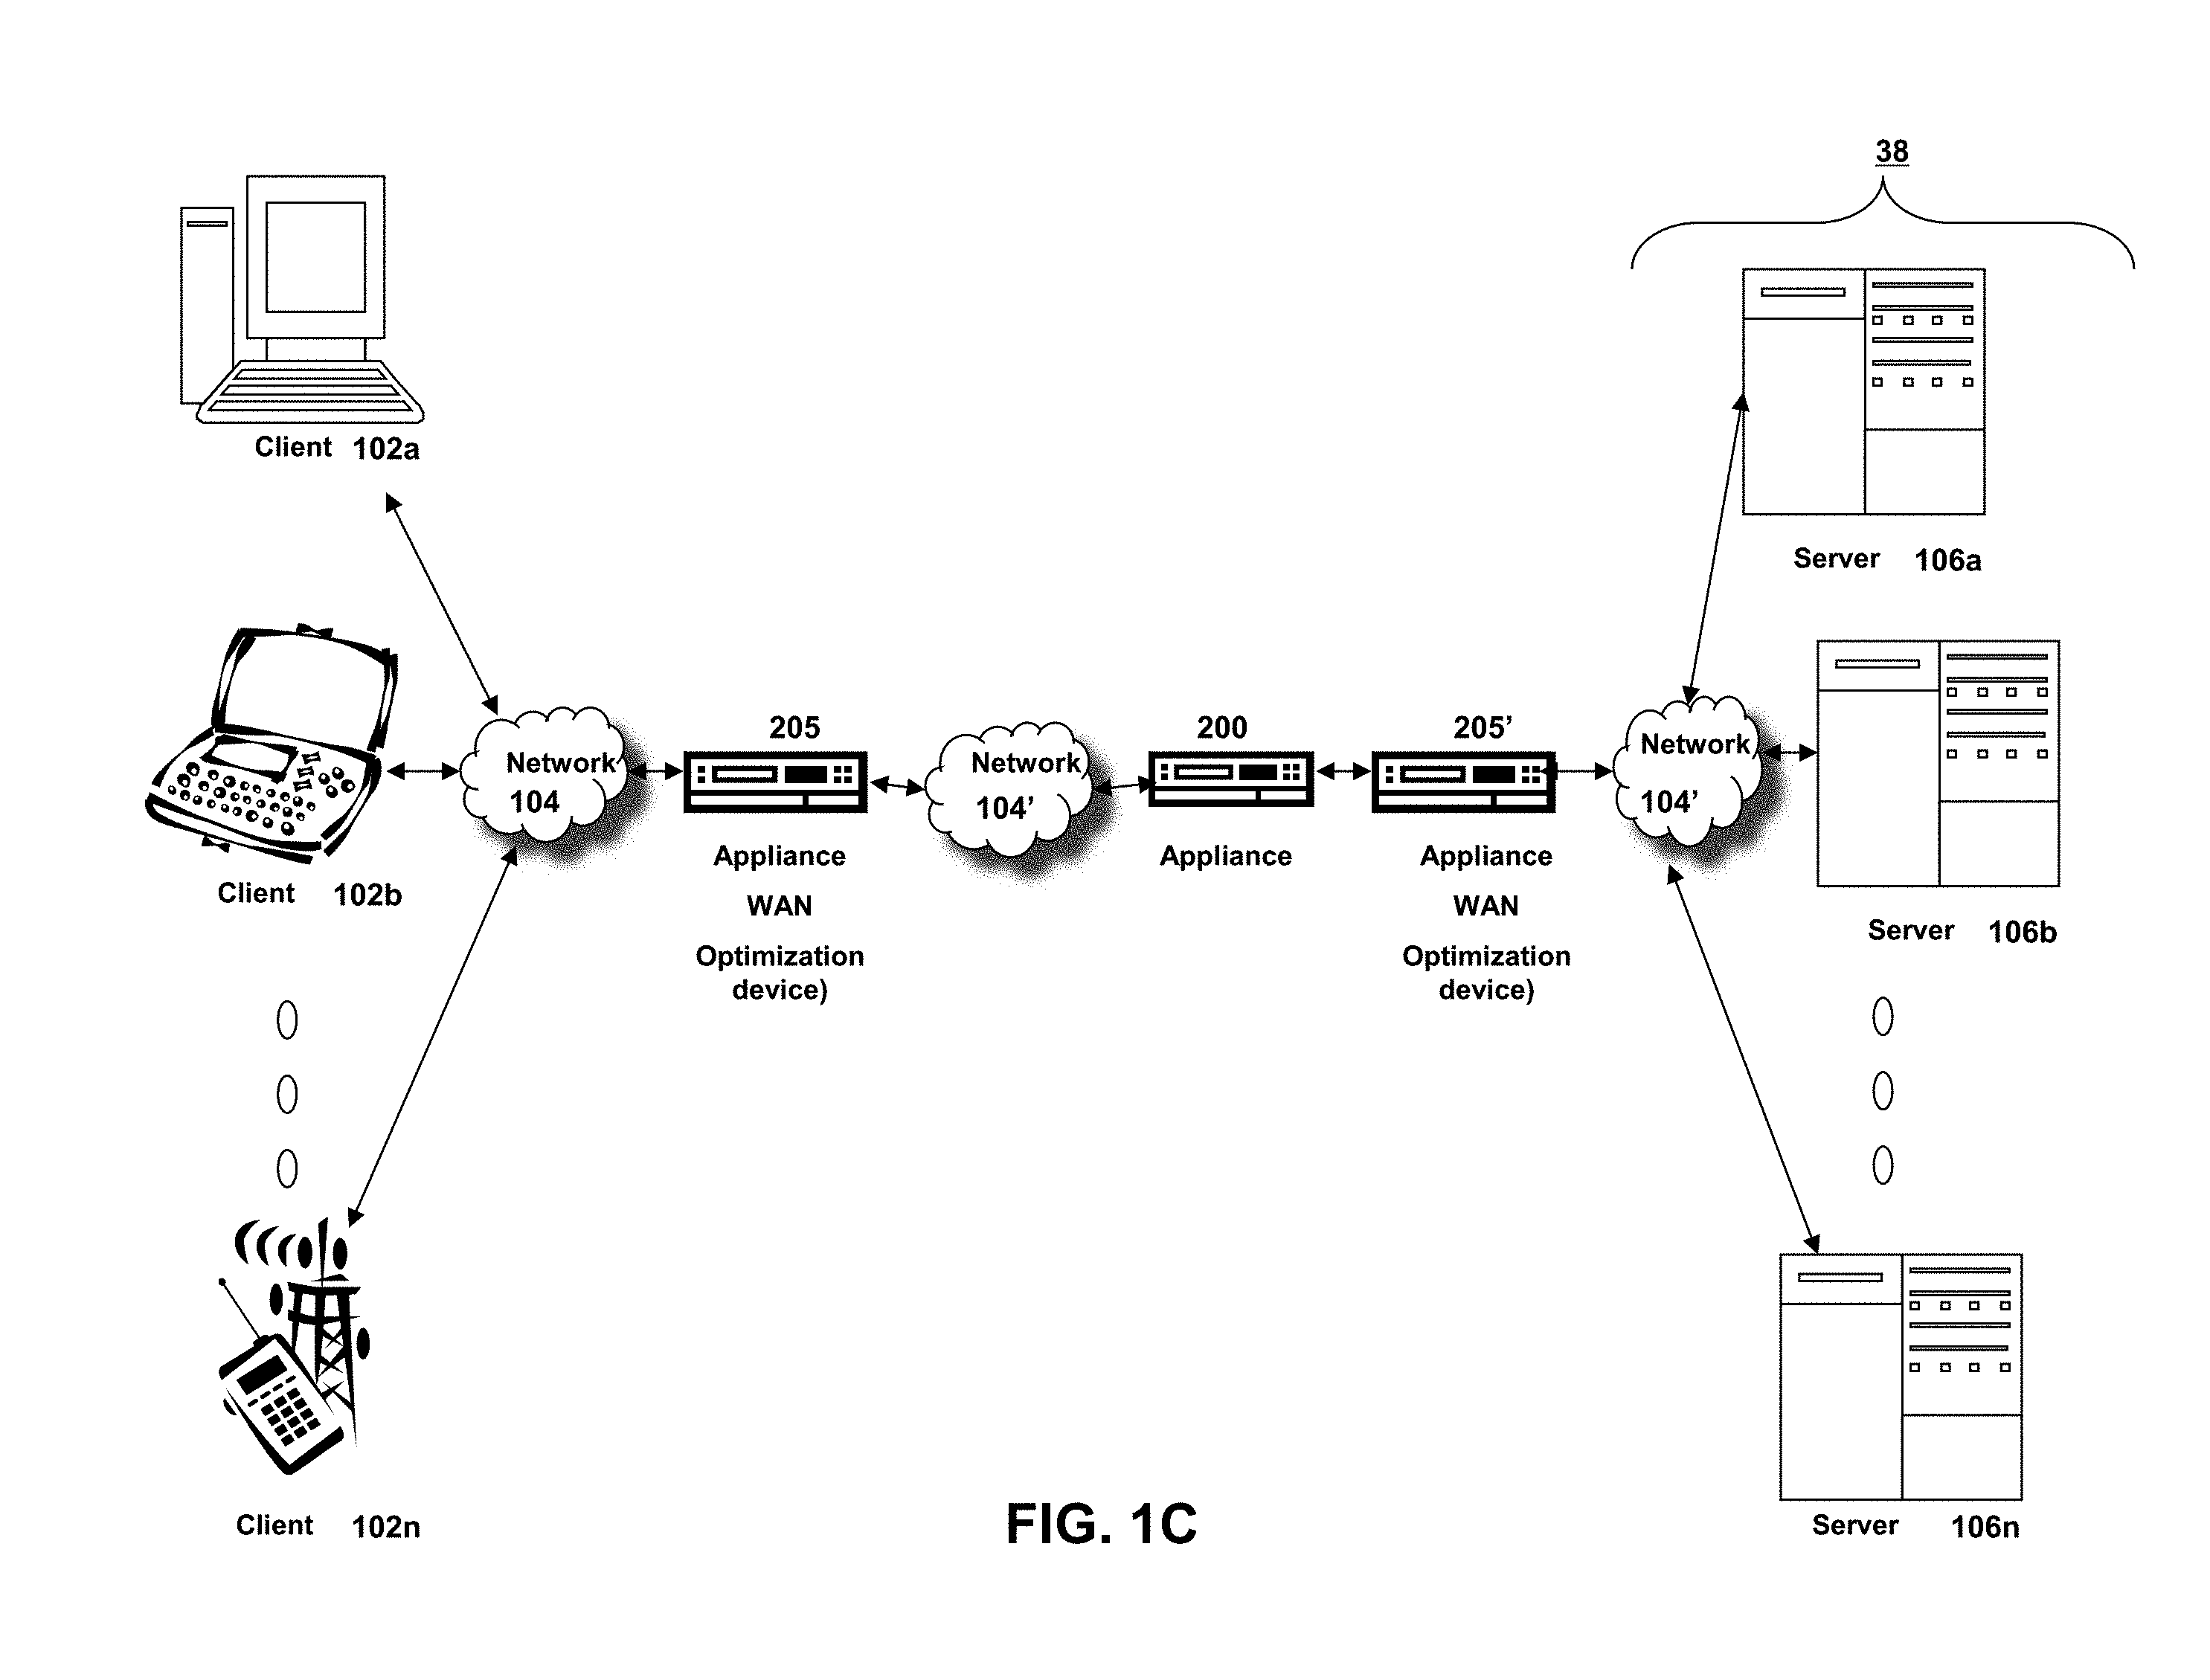 38
Client 102a
Server 106a
205
200
205’
Network
104
Network
104’
Network
104’
Appliance
WAN
Optimization
device)
Appliance
Appliance
WAN
Optimization
device)
Client 102b
Server 106b
Client 102n
Server 106n
FIG. 1C